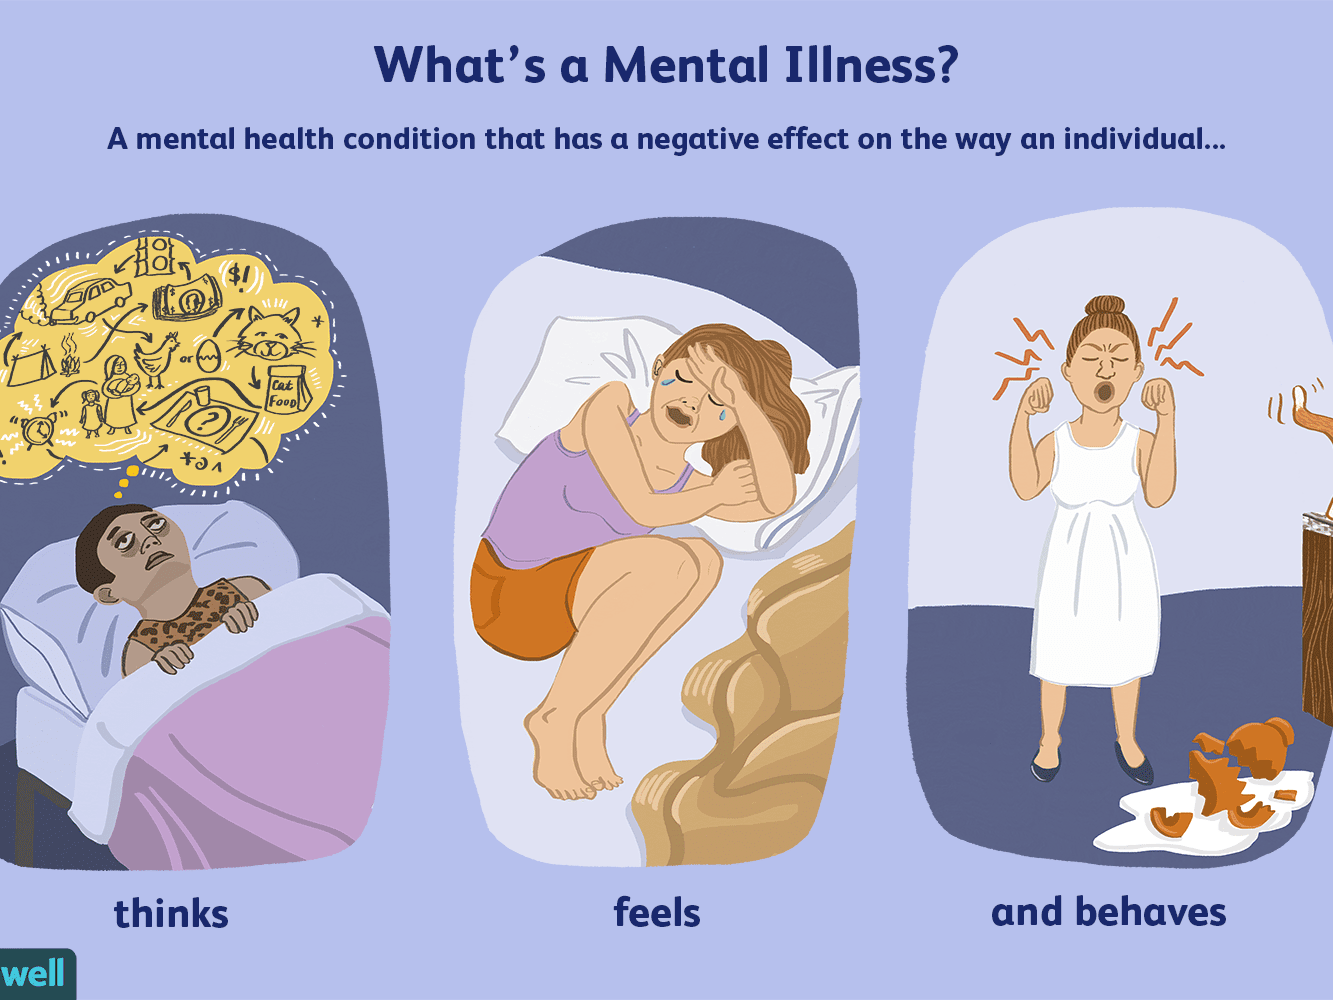 What's a Mental Illness?
A mental health condition that has a negative effect on the way an individual...
$!
or
Cat
Food
?
!
thinks
feels
and behaves
well